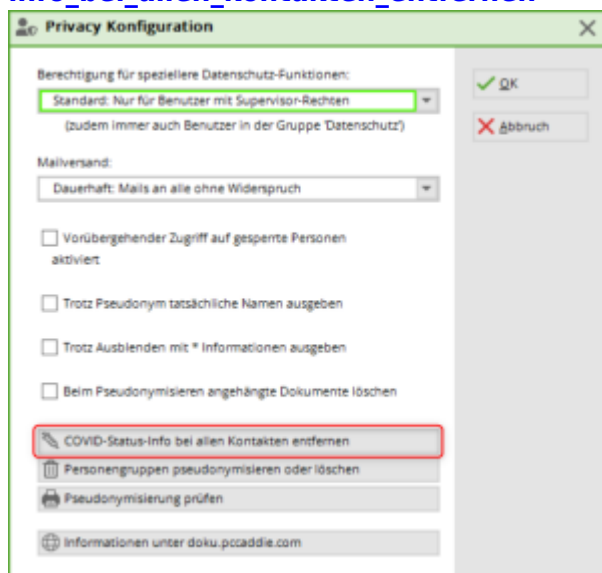 info_bei_allen_kontakten_entfernen
Privacy Konfiguration
Berechtigung für speziellere Datenschutz-Funktionen:
Standard: Nur für Benutzer mit Supervisor-Rechten
(zudem immer auch Benutzer in der Gruppe 'Datenschutz')
OK
Abbruch
Mailversand:
Dauerhaft: Mails an alle ohne Widerspruch
Vorübergehender Zugriff auf gesperrte Personen
aktiviert
Trotz Pseudonym tatsächliche Namen ausgeben
Trotz Ausblenden mit * Informationen ausgeben
Beim Pseudonymisieren angehängte Dokumente löschen
COVID-Status-Info bei allen Kontakten entfernen
Personengruppen pseudonymisieren oder löschen
Pseudonymisierung prüfen
Informationen unter doku.pccaddie.com